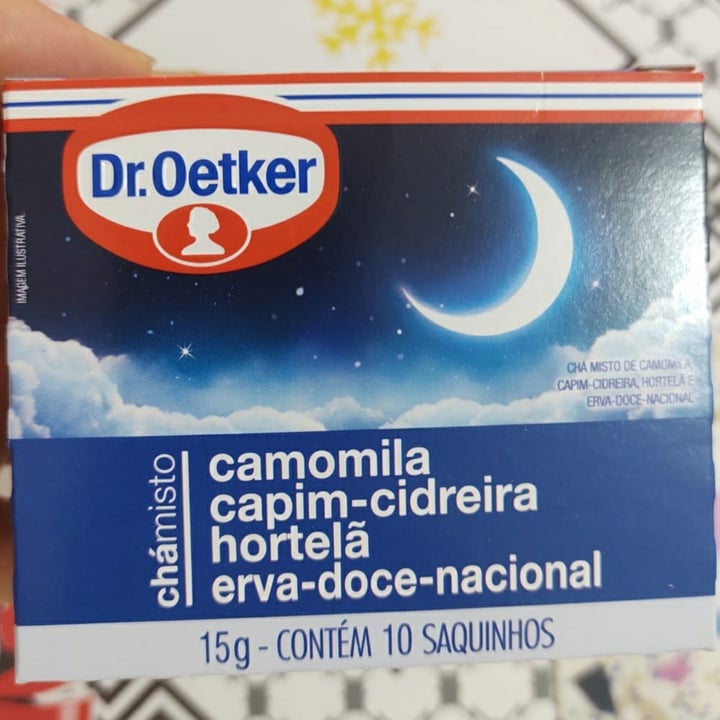 Dr.Oetker
IMAGEM ILUSTRATIVA.
CHÁ MISTO DE CAMOMILA,
CAPIM-CIDREIRA, HORTELÃ E
ERVA-DOCE-NACIONAL
chámisto
camomila
capim-cidreira
hortelã
erva-doce-nacional
15g - CONTÉM 10 SAQUINHOS